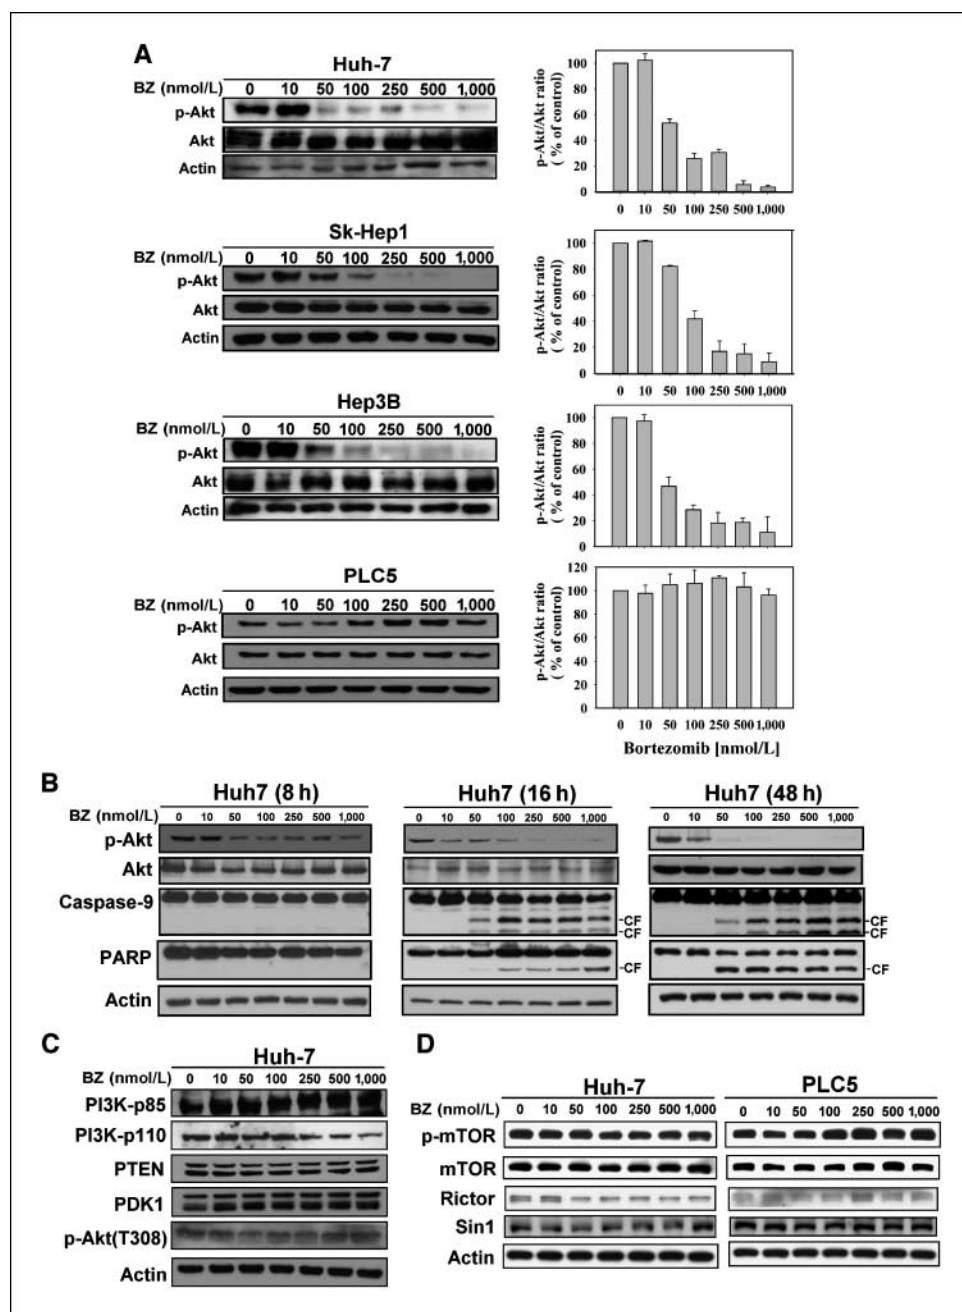 A
Huh-7
BZ (nmol/L) 0 10 50 100 250 500 1,000
p-Akt
Akt
Actin
p-Akt/Akt ratio
( % of control)
100
80
60
40
20
0
0 10 50 100 250 500 1,000
Sk-Hep1
BZ (nmol/L) 0 10 50 100 250 500 1,000
p-Akt
Akt
Actin
p-Akt/Akt ratio
( % of control)
100
80
60
40
20
0
0 10 50 100 250 500 1,000
Hep3B
BZ (nmol/L) 0 10 50 100 250 500 1,000
p-Akt
Akt
Actin
p-Akt/Akt ratio
( % of control)
100
80
60
40
20
0
0 10 50 100 250 500 1,000
PLC5
BZ (nmol/L) 0 10 50 100 250 500 1,000
p-Akt
Akt
Actin
p-Akt/Akt ratio
( % of control)
120
100
80
60
40
20
0
0 10 50 100 250 500 1,000
Bortezomib [nmol/L]
B
Huh7 (8 h) Huh7 (16 h) Huh7 (48 h)
BZ (nmol/L) 0 10 50 100 250 500 1,000 0 10 50 100 250 500 1,000 0 10 50 100 250 500 1,000
p-Akt
Akt
Caspase-9
-CF -CF
-CF -CF
PARP
-CF -CF
Actin
C
Huh-7
BZ (nmol/L) 0 10 50 100 250 500 1,000
PI3K-p85
PI3K-p110
PTEN
PDK1
p-Akt(T308)
Actin
D
Huh-7 PLC5
BZ (nmol/L) 0 10 50 100 250 500 1,000 0 10 50 100 250 500 1,000
p-mTOR
mTOR
Rictor
Sin1
Actin